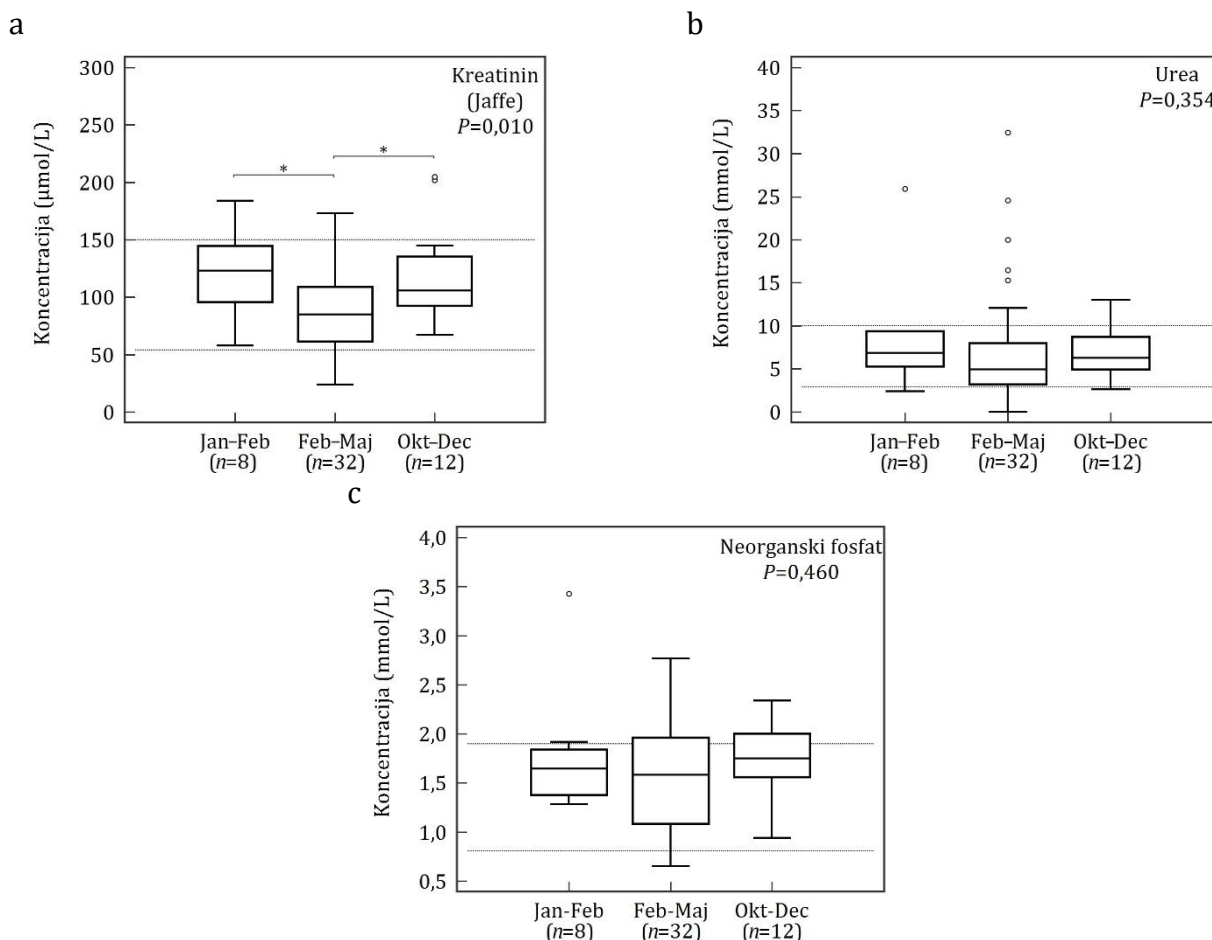 a
Kreatinin
(Jaffe)
P=0,010
Koncentracija (µmol/L)
300
250
200
150
100
50
0
*
*
Jan–Feb
(n=8)
Feb–Maj
(n=32)
Okt–Dec
(n=12)
b
Urea
P=0,354
Koncentracija (mmol/L)
40
35
30
25
20
15
10
5
0
Jan–Feb
(n=8)
Feb–Maj
(n=32)
Okt–Dec
(n=12)
c
Neorganski fosfat
P=0,460
Koncentracija (mmol/L)
4,0
3,5
3,0
2,5
2,0
1,5
1,0
0,5
Jan-Feb
(n=8)
Feb-Maj
(n=32)
Okt-Dec
(n=12)